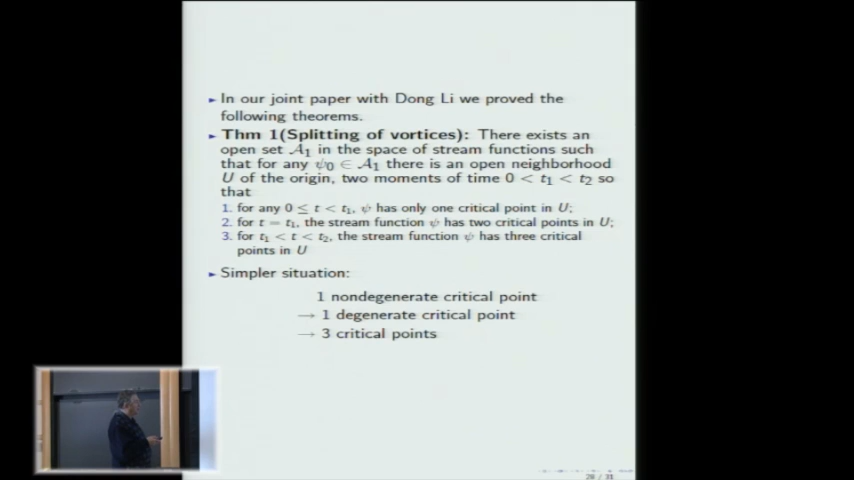 ► In our joint paper with Dong Li we proved the
following theorems.
► Thm 1(Splitting of vortices): There exists an
open set 𝒜₁ in the space of stream functions such
that for any ψ₀ ∈ 𝒜₁ there is an open neighborhood
U of the origin, two moments of time 0 < t₁ < t₂ so
that
1. for any 0 ≤ t < t₁, ψ has only one critical point in U;
2. for t = t₁, the stream function ψ has two critical points in U;
3. for t₁ < t < t₂, the stream function ψ has three critical
points in U
► Simpler situation:
1 nondegenerate critical point
→ 1 degenerate critical point
→ 3 critical points
28 / 31